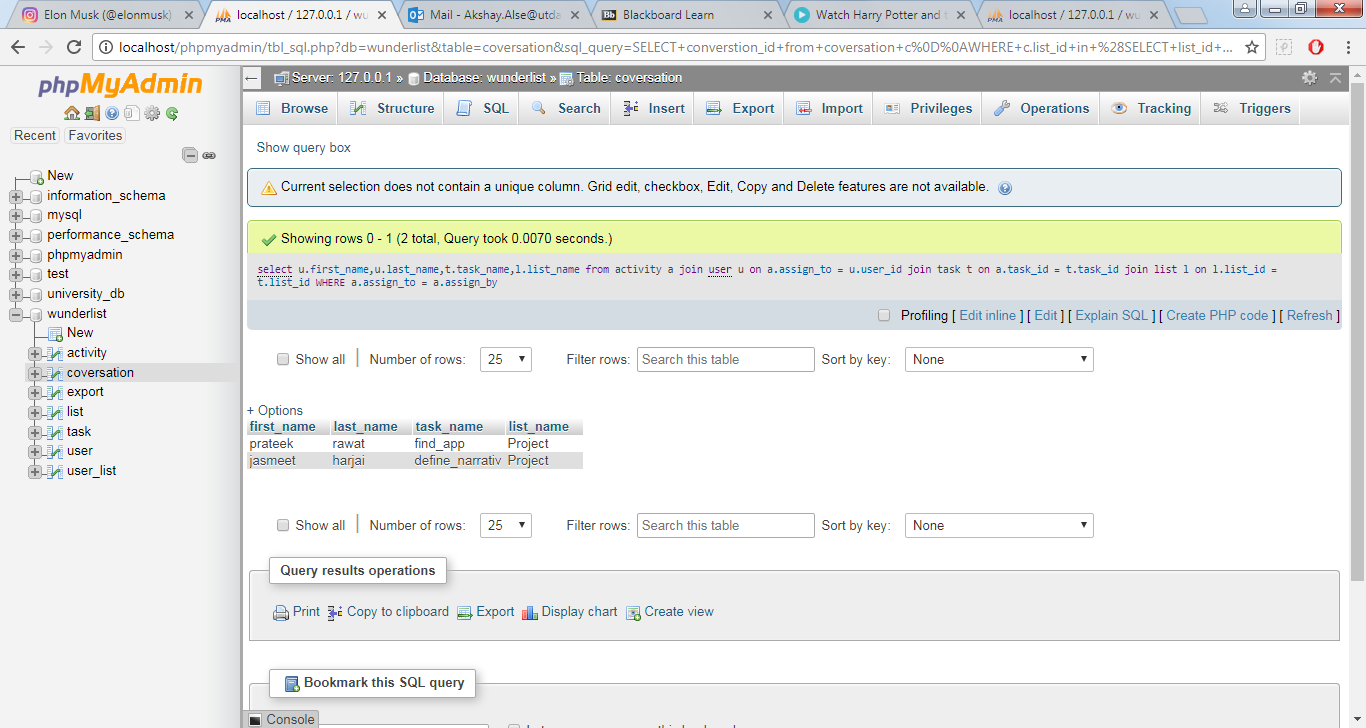 Elon Musk (@elonmusk)
localhost / 127.0.0.1 / wu
Mail - Akshay.Alse@utda
Blackboard Learn
Watch Harry Potter and
localhost / 127.0.0.1 / wu
localhost/phpmyadmin/tbl_sql.php?db=wunderlist&table=coversation&sql_query=SELECT+converstion_id+from+coversation+c%0D%0AWHERE+c.list_id+in+%28SELECT+list_id+...
phpMyAdmin
Recent Favorites
New
information_schema
mysql
performance_schema
phpmyadmin
test
university_db
wunderlist
New
activity
coversation
export
list
task
user
user_list
Server: 127.0.0.1 » Database: wunderlist » Table: coversation
Browse Structure SQL Search Insert Export Import Privileges Operations Tracking Triggers
Show query box
Current selection does not contain a unique column. Grid edit, checkbox, Edit, Copy and Delete features are not available.
Showing rows 0 - 1 (2 total, Query took 0.0070 seconds.)
select u.first_name,u.last_name,t.task_name,l.list_name from activity a join user u on a.assign_to = u.user_id join task t on a.task_id = t.task_id join list l on l.list_id =
t.list_id WHERE a.assign_to = a.assign_by
Profiling [ Edit inline ] [ Edit ] [ Explain SQL ] [ Create PHP code ] [ Refresh ]
Show all | Number of rows: 25 Filter rows: Search this table Sort by key: None
+ Options
first_name last_name task_name list_name
prateek rawat find_app Project
jasmeet harjai define_narrativ Project
Show all | Number of rows: 25 Filter rows: Search this table Sort by key: None
Query results operations
Print Copy to clipboard Export Display chart Create view
Bookmark this SQL query
Console